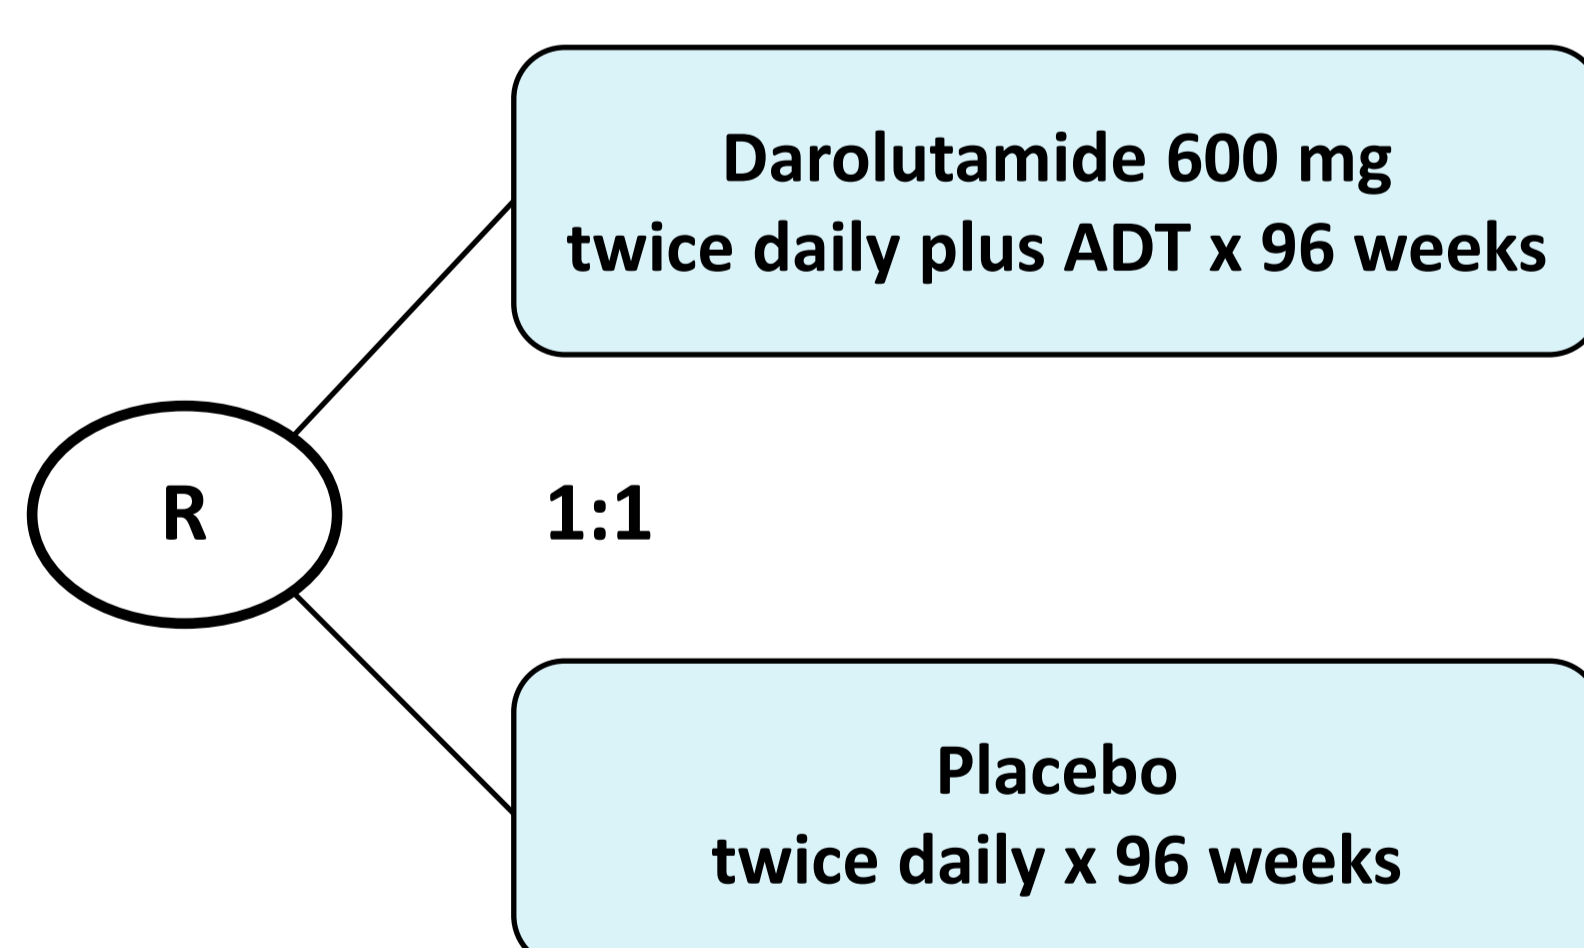 Darolutamide 600 mg
twice daily plus ADT x 96 weeks
R
1:1
Placebo
twice daily x 96 weeks